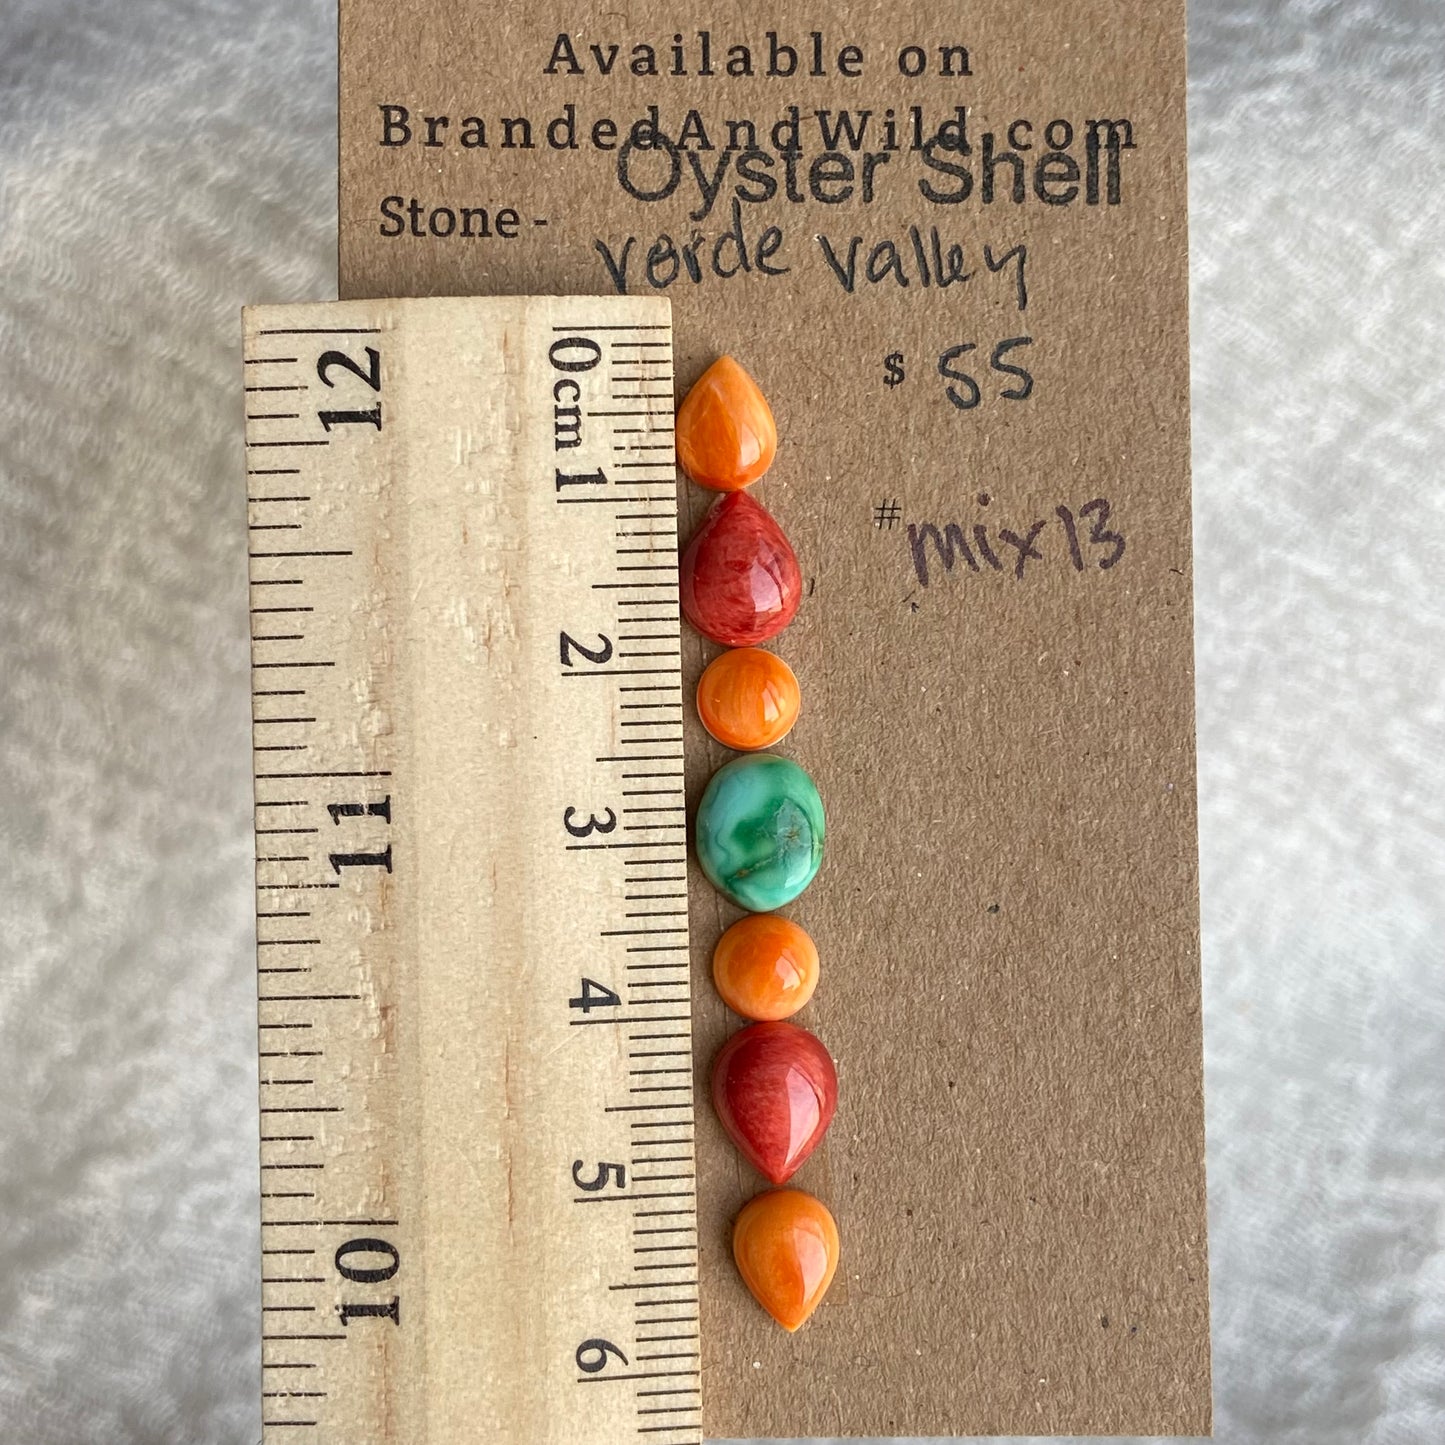 Available on
BrandedAndWild.com
Oyster Shell
Stone -
verde valley
$ 55
#mix13
12
11
10
0cm 1
2
3
4
5
6